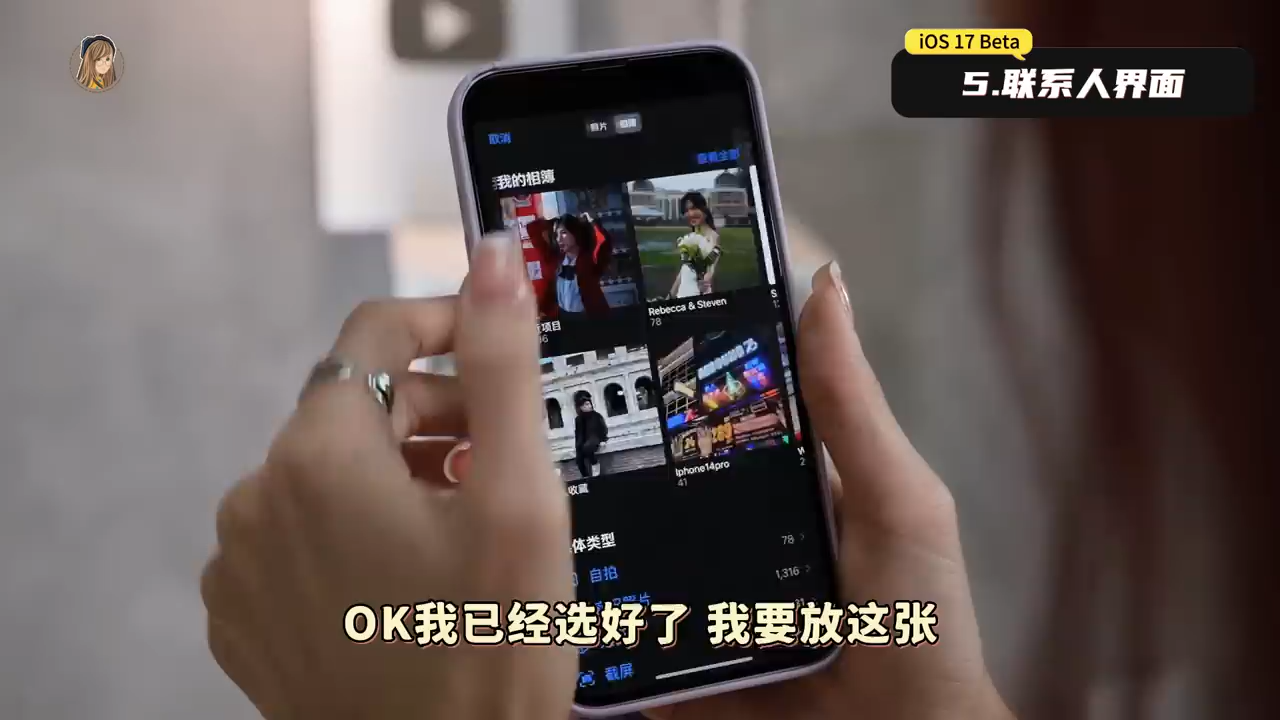 iOS 17 Beta
5.联系人界面
取消
照片
查看全部
我的相簿
项目
Rebecca & Steven
78
收藏
Iphone14pro
41
体类型
78
自拍
1,316
截屏
OK我已经选好了 我要放这张